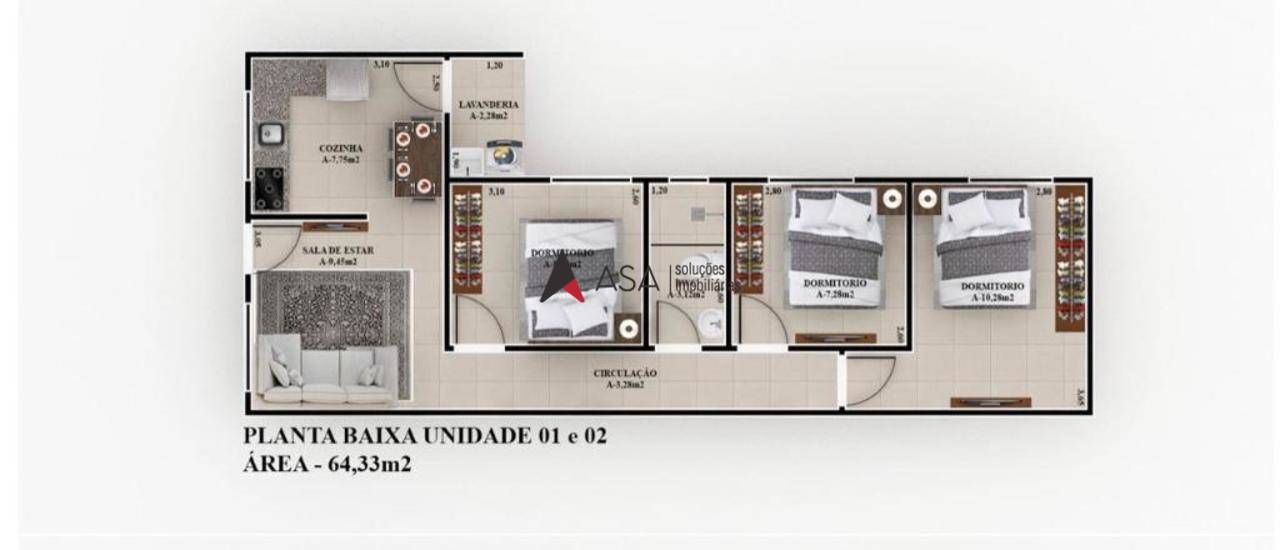 3,10
2,50
1,20
LAVANDERIA
A-2,28m2
COZINHA
A-7,75m2
1,90
3,10
2,60
1,20
2,80
2,80
3,05
SALA DE ESTAR
A-9,45m2
DORMITORIO
ASA soluções
imobiliárias
A-3,12m2
DORMITORIO
A-7,28m2
DORMITORIO
A-10,28m2
2,60
CIRCULAÇÃO
A-3,28m2
3,65
PLANTA BAIXA UNIDADE 01 e 02
ÁREA - 64,33m2